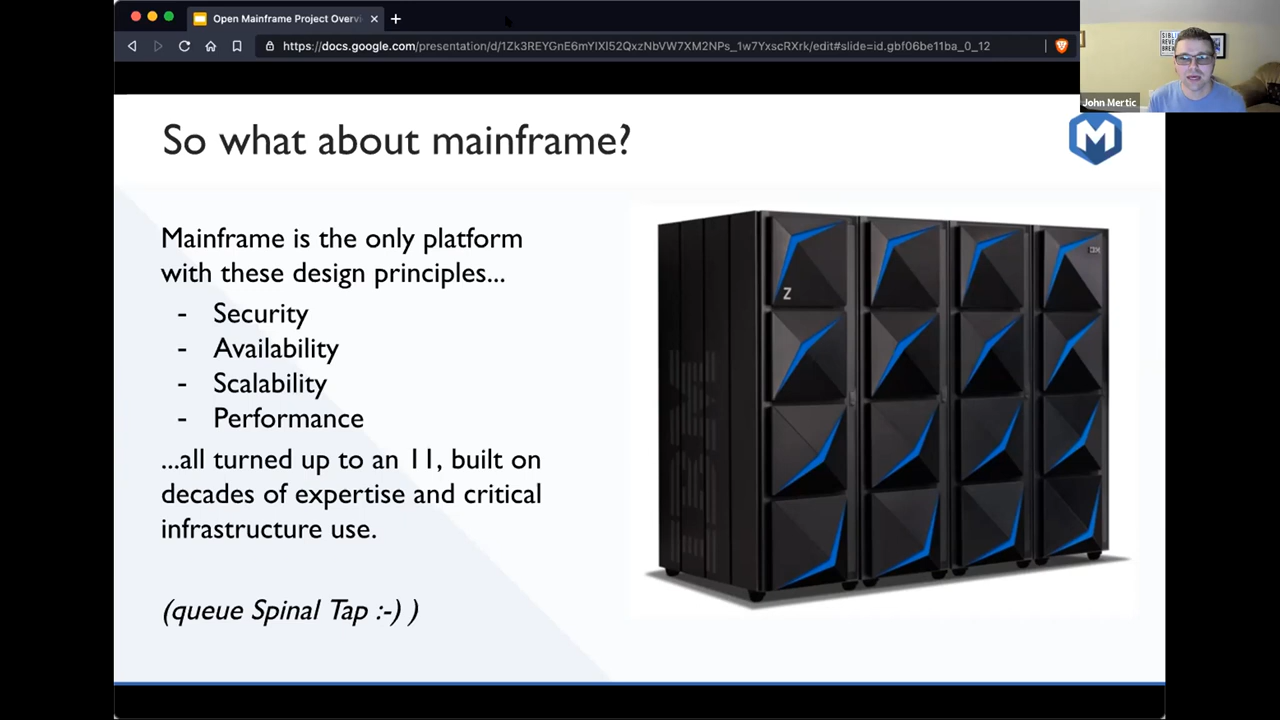 Open Mainframe Project Overvi
https://docs.google.com/presentation/d/1Zk3REYGnE6mYlXl52QxzNbVW7XM2NPs_1w7YxscRXrk/edit#slide=id.gbf06be11ba_0_12
John Mertic
So what about mainframe?
M
Mainframe is the only platform
with these design principles...
- Security
- Availability
- Scalability
- Performance
...all turned up to an 11, built on
decades of expertise and critical
infrastructure use.
(queue Spinal Tap :-) )
Z
IBM